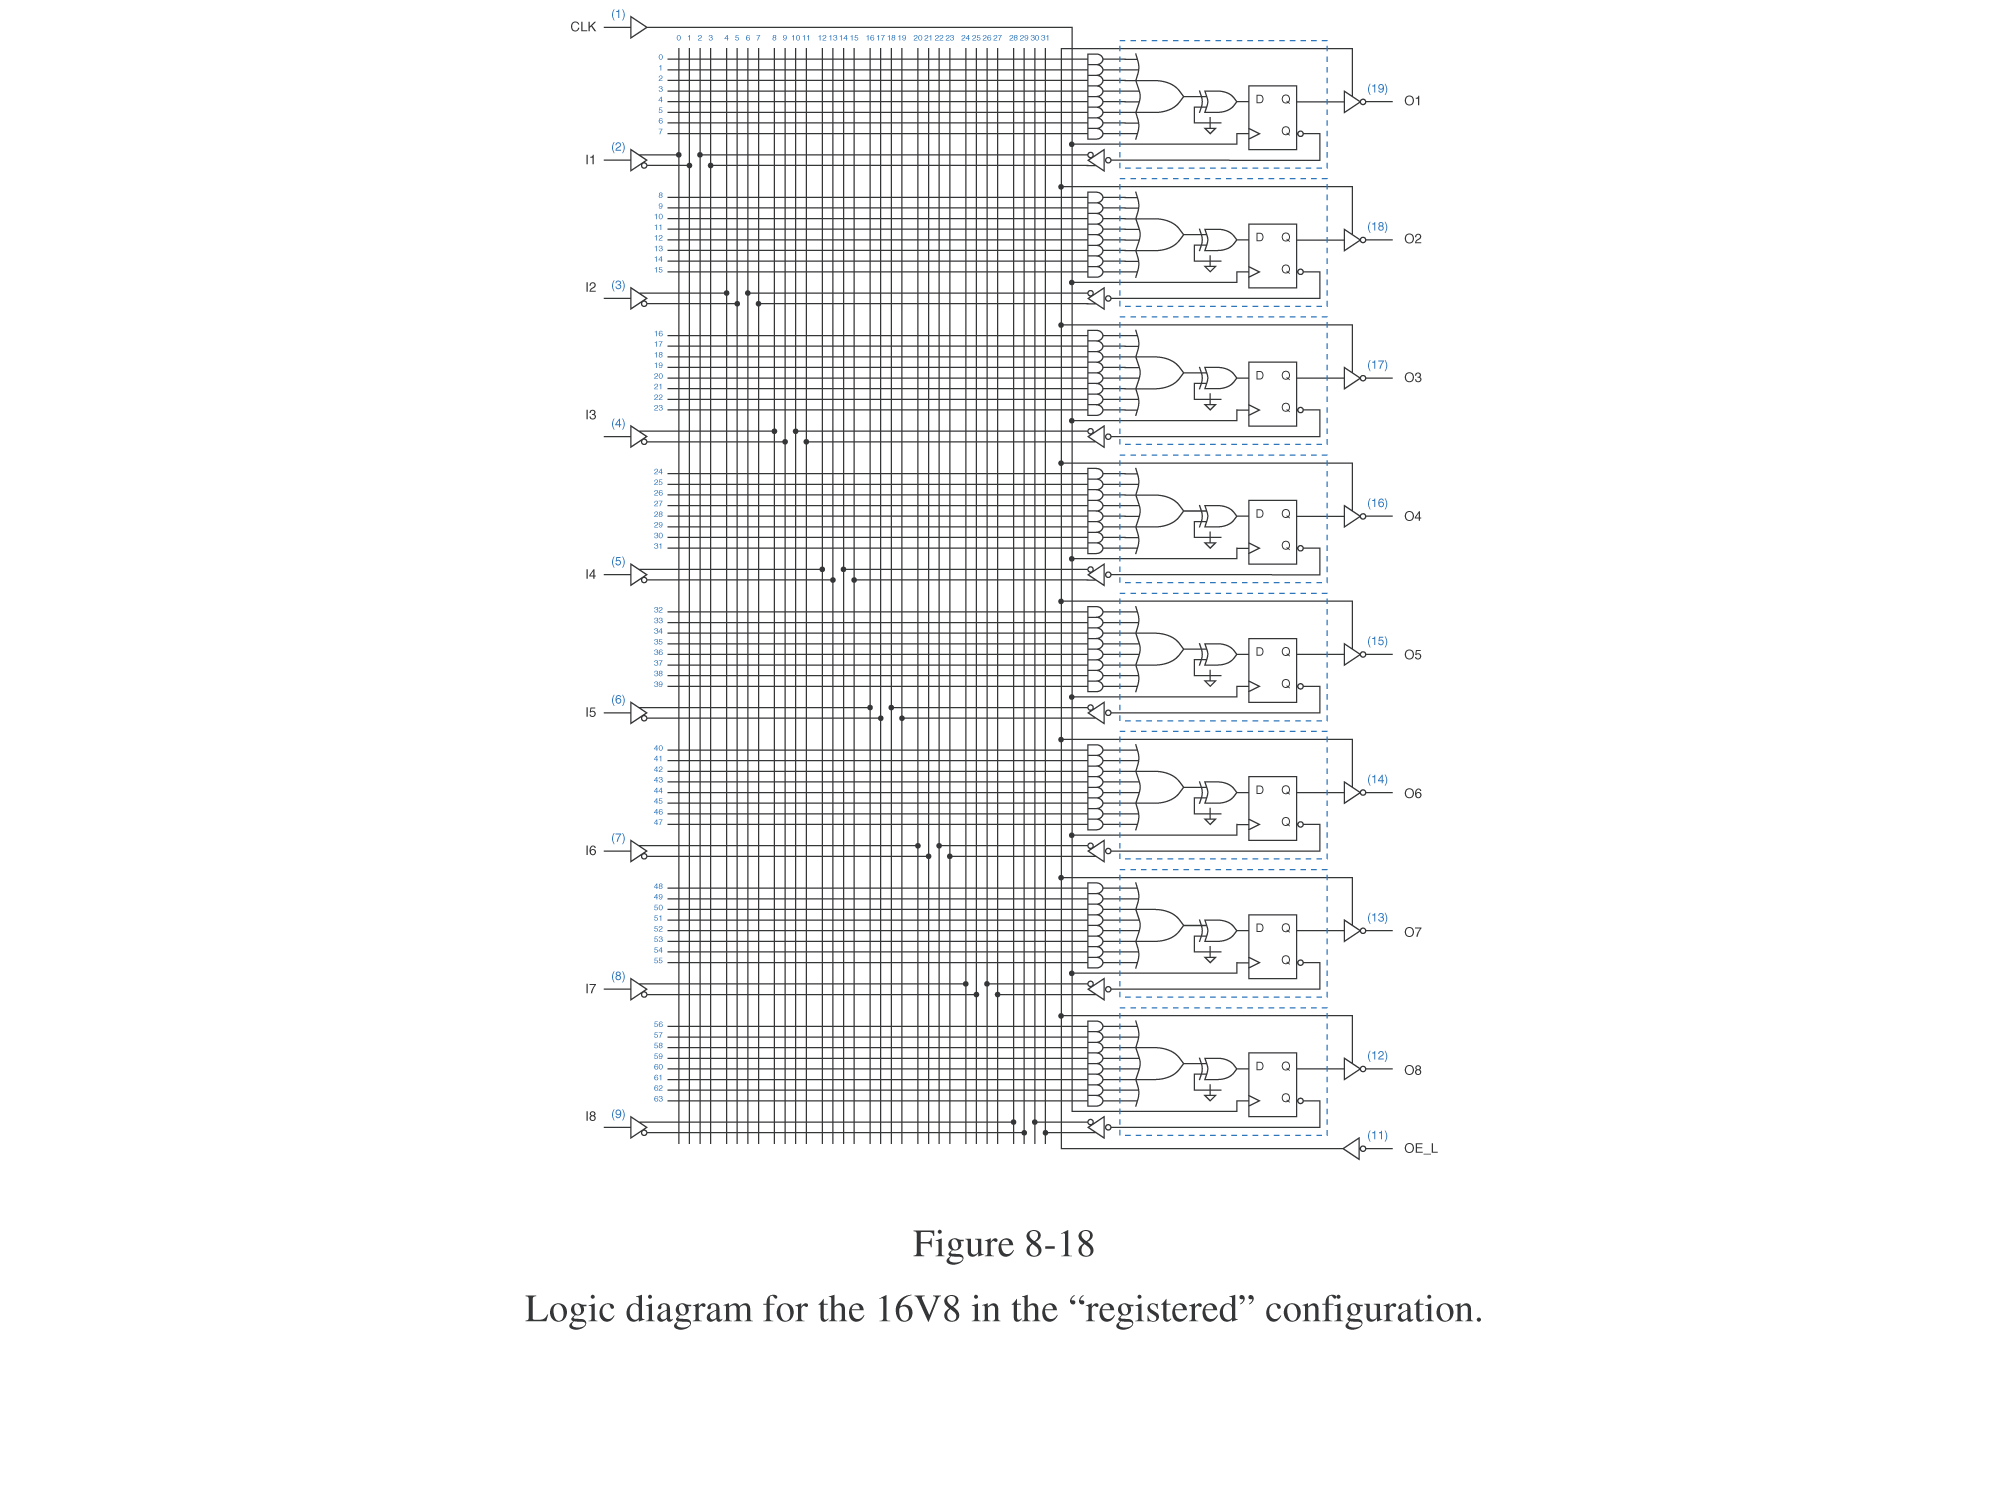 CLK (1)
0 1 2 3 4 5 6 7 8 9 10 11 12 13 14 15 16 17 18 19 20 21 22 23 24 25 26 27 28 29 30 31
0
1
2
3
4
5
6
7
D Q
Q
(19) O1
I1 (2)
8
9
10
11
12
13
14
15
D Q
Q
(18) O2
I2 (3)
16
17
18
19
20
21
22
23
D Q
Q
(17) O3
I3 (4)
24
25
26
27
28
29
30
31
D Q
Q
(16) O4
I4 (5)
32
33
34
35
36
37
38
39
D Q
Q
(15) O5
I5 (6)
40
41
42
43
44
45
46
47
D Q
Q
(14) O6
I6 (7)
48
49
50
51
52
53
54
55
D Q
Q
(13) O7
I7 (8)
56
57
58
59
60
61
62
63
D Q
Q
(12) O8
I8 (9)
(11) OE_L
Figure 8-18
Logic diagram for the 16V8 in the “registered” configuration.